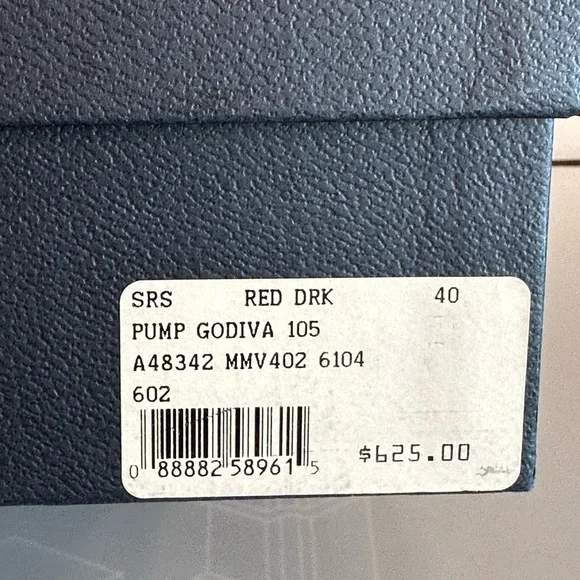 SRS RED DRK 40
PUMP GODIVA 105
A48342 MMV402 6104
602
0 88882 58961 5
$625.00